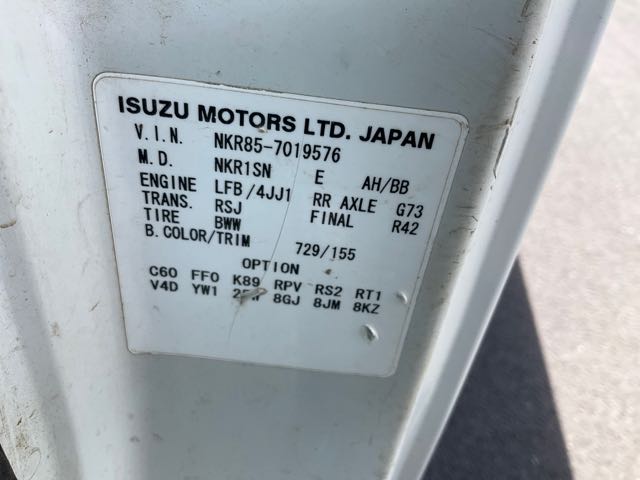 ISUZU MOTORS LTD. JAPAN
V.I.N. NKR85-7019576
M.D. NKR1SN E AH/BB
ENGINE LFB/4JJ1 RR AXLE G73
TRANS. RSJ FINAL R42
TIRE BWW
B.COLOR/TRIM 729/155
OPTION
C60 FF0 K89 RPV RS2 RT1
V4D YW1 8GJ 8JM 8KZ